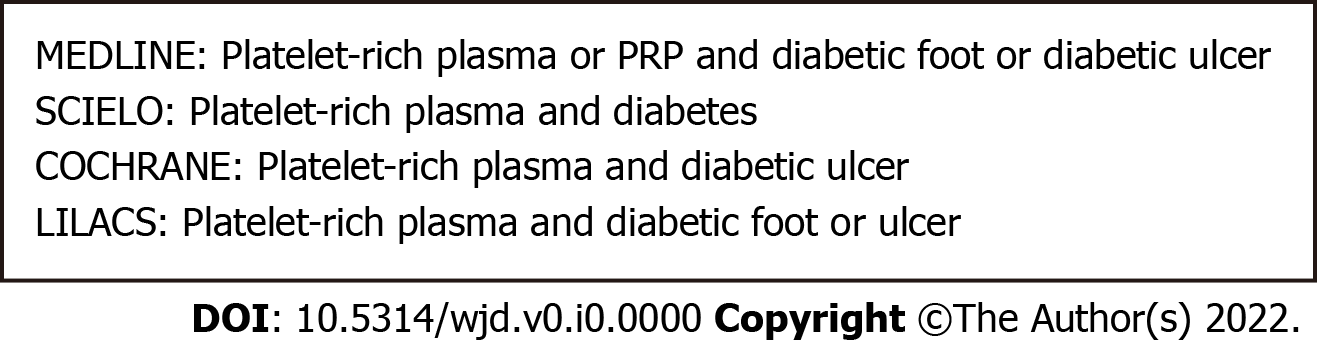 MEDLINE: Platelet-rich plasma or PRP and diabetic foot or diabetic ulcer
SCIELO: Platelet-rich plasma and diabetes
COCHRANE: Platelet-rich plasma and diabetic ulcer
LILACS: Platelet-rich plasma and diabetic foot or ulcer
DOI: 10.5314/wjd.v0.i0.0000 Copyright ©The Author(s) 2022.